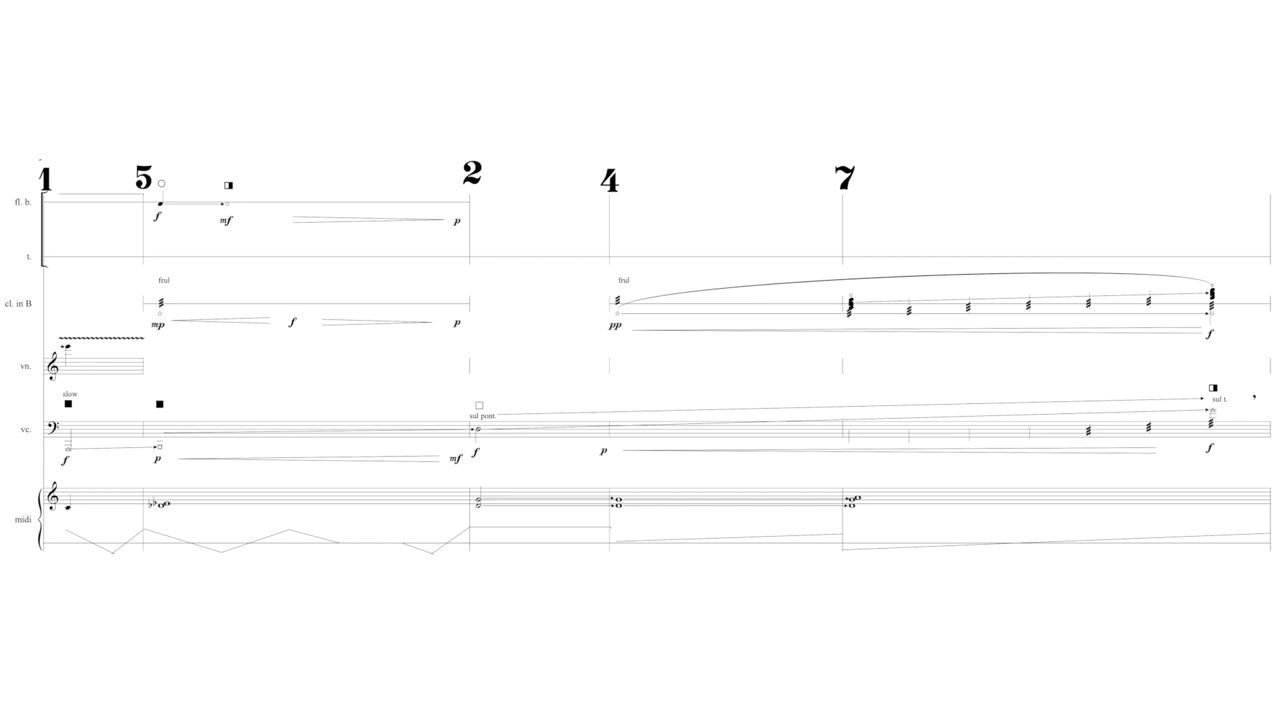 1 5 2 4 7
fl. b.
f mf p
t.
frul frul
cl. in B
mp f p pp f
vn.
slow
sul pont. sul t.
vc.
f p mf f p f
midi